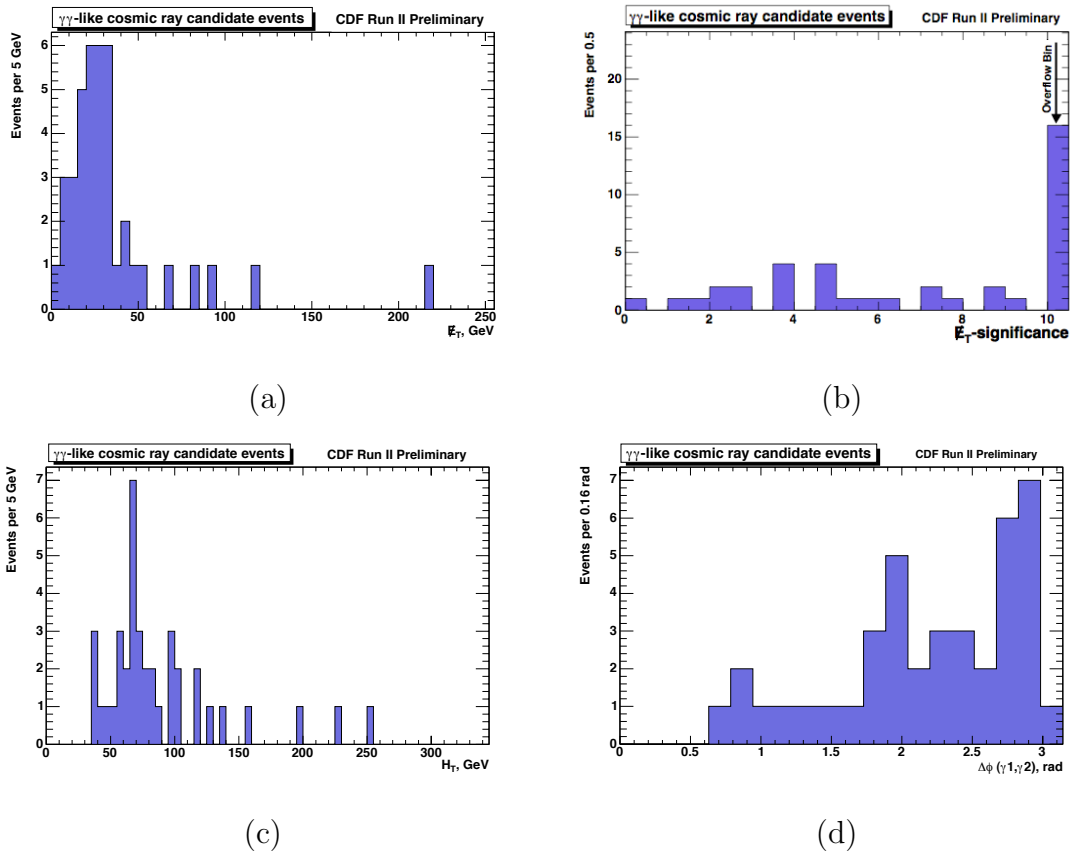 γγ-like cosmic ray candidate events
CDF Run II Preliminary
Events per 5 GeV
6
5
4
3
2
1
0
0 50 100 150 200 250
E̸_T, GeV
(a)
γγ-like cosmic ray candidate events
CDF Run II Preliminary
Events per 0.5
20
15
10
5
0
Overflow Bin
0 2 4 6 8 10
E̸_T-significance
(b)
γγ-like cosmic ray candidate events
CDF Run II Preliminary
Events per 5 GeV
7
6
5
4
3
2
1
0
0 50 100 150 200 250 300
H_T, GeV
(c)
γγ-like cosmic ray candidate events
CDF Run II Preliminary
Events per 0.16 rad
7
6
5
4
3
2
1
0
0 0.5 1 1.5 2 2.5 3
Δϕ (γ1,γ2), rad
(d)